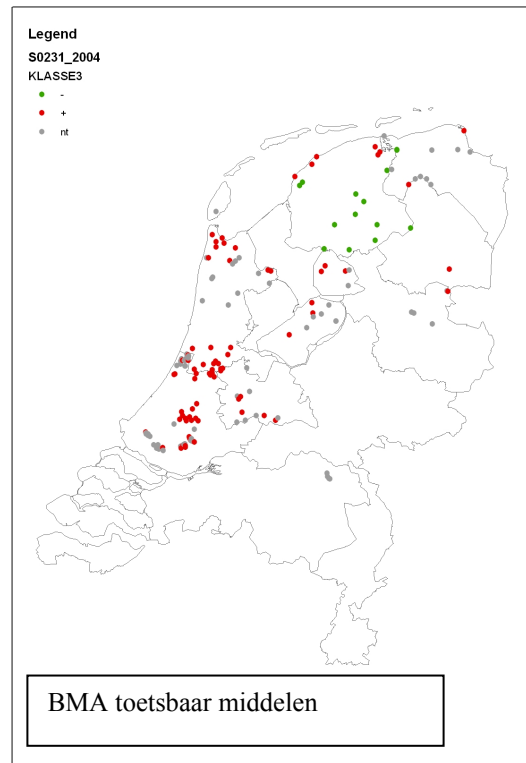 Legend
S0231_2004
KLASSE3
-
+
nt
BMA toetsbaar middelen